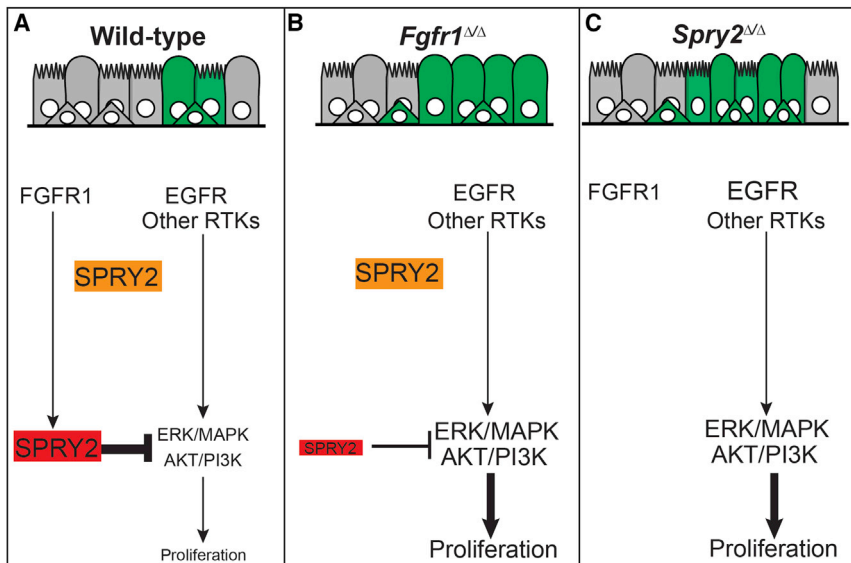 A
Wild-type
FGFR1
EGFR
Other RTKs
SPRY2
SPRY2
ERK/MAPK
AKT/PI3K
Proliferation
B
Fgfr1Δ/Δ
EGFR
Other RTKs
SPRY2
SPRY2
ERK/MAPK
AKT/PI3K
Proliferation
C
Spry2Δ/Δ
FGFR1
EGFR
Other RTKs
ERK/MAPK
AKT/PI3K
Proliferation